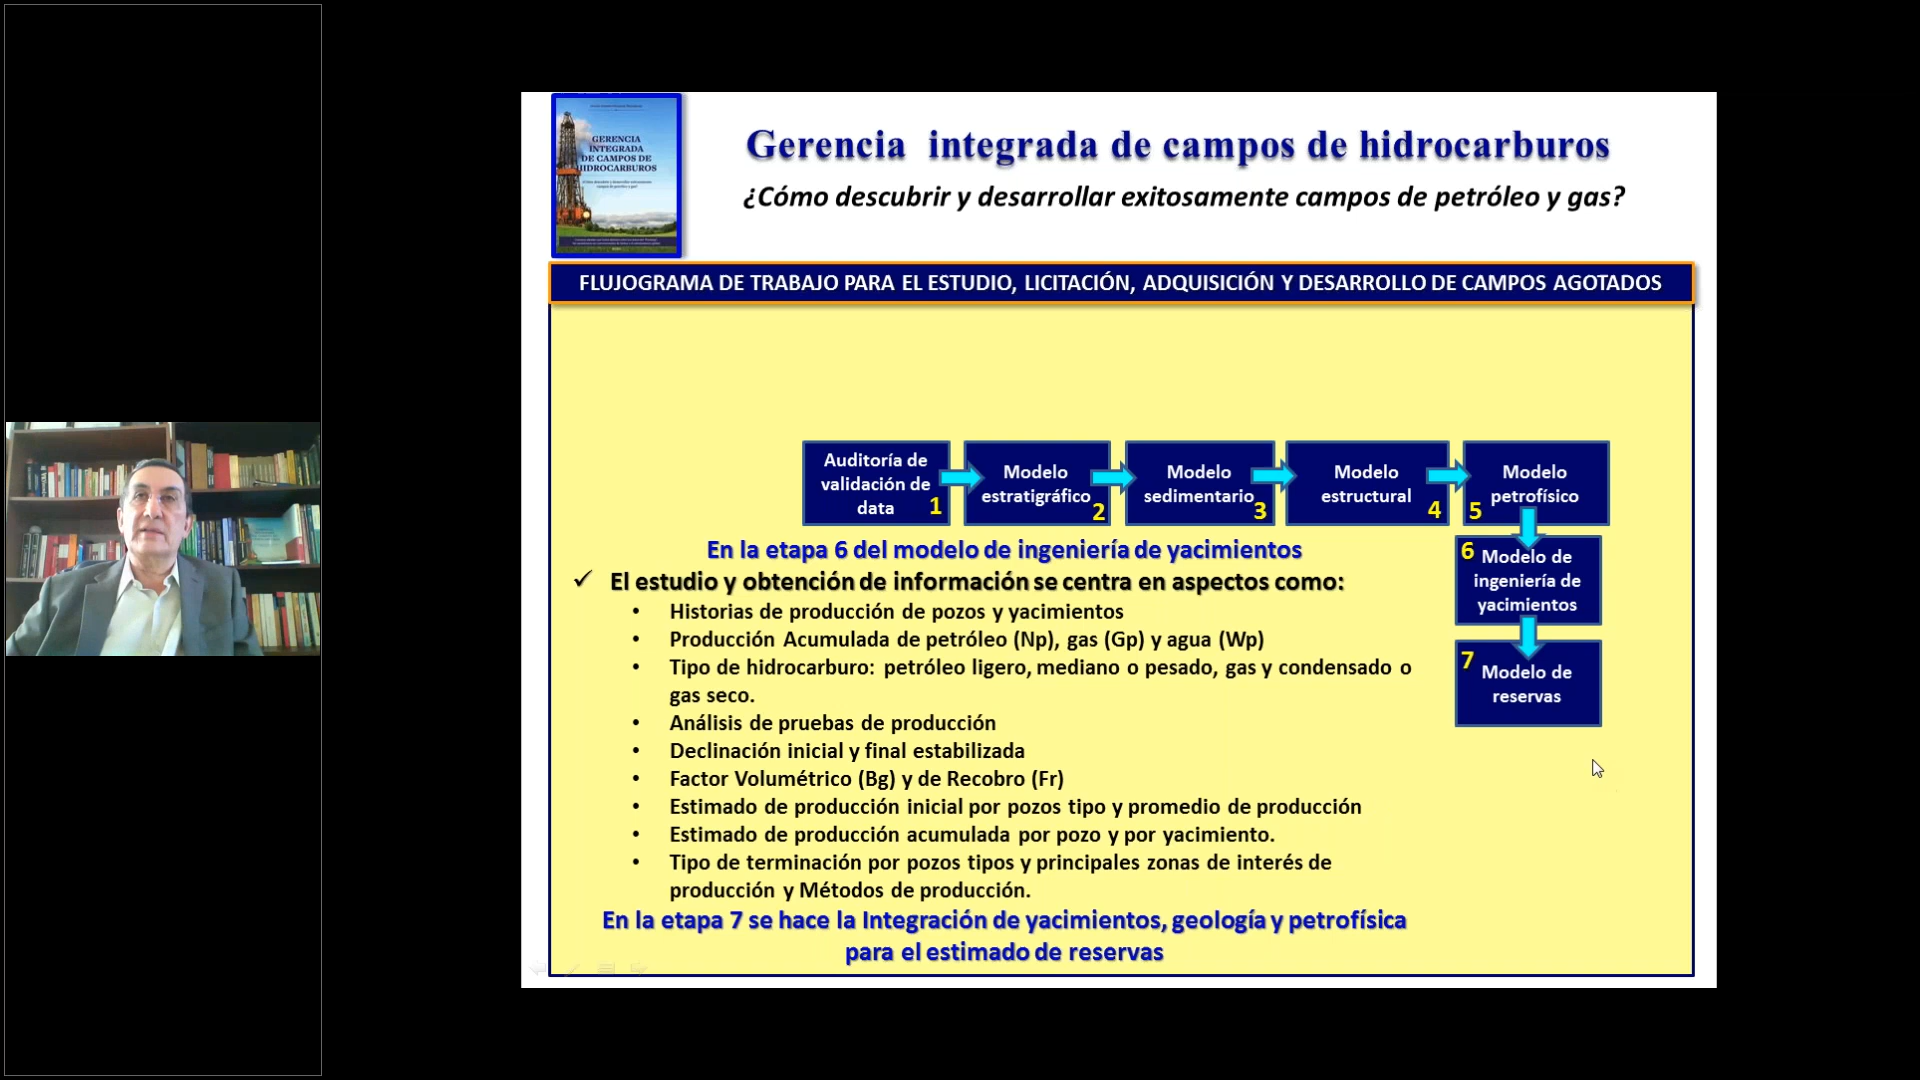 GERENCIA
INTEGRADA
DE CAMPOS DE
HIDROCARBUROS
Gerencia integrada de campos de hidrocarburos
¿Cómo descubrir y desarrollar exitosamente campos de petróleo y gas?
FLUJOGRAMA DE TRABAJO PARA EL ESTUDIO, LICITACIÓN, ADQUISICIÓN Y DESARROLLO DE CAMPOS AGOTADOS
Auditoría de
validación de
data
1
Modelo
estratigráfico
2
Modelo
sedimentario
3
Modelo
estructural
4
Modelo
petrofísico
5
6
Modelo de
ingeniería de
yacimientos
7
Modelo de
reservas
En la etapa 6 del modelo de ingeniería de yacimientos
✓ El estudio y obtención de información se centra en aspectos como:
• Historias de producción de pozos y yacimientos
• Producción Acumulada de petróleo (Np), gas (Gp) y agua (Wp)
• Tipo de hidrocarburo: petróleo ligero, mediano o pesado, gas y condensado o
gas seco.
• Análisis de pruebas de producción
• Declinación inicial y final estabilizada
• Factor Volumétrico (Bg) y de Recobro (Fr)
• Estimado de producción inicial por pozos tipo y promedio de producción
• Estimado de producción acumulada por pozo y por yacimiento.
• Tipo de terminación por pozos tipos y principales zonas de interés de
producción y Métodos de producción.
En la etapa 7 se hace la Integración de yacimientos, geología y petrofísica
para el estimado de reservas